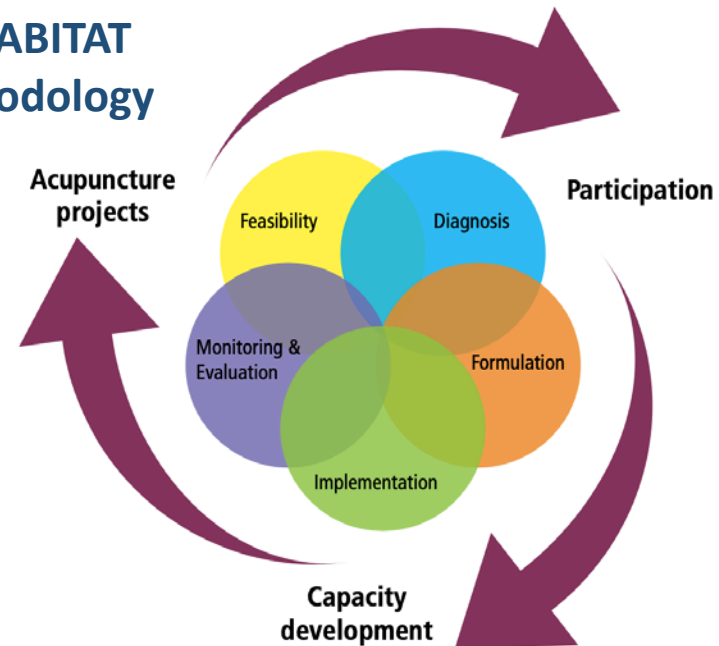 ABITAT
odology
Acupuncture
projects
Participation
Feasibility
Diagnosis
Monitoring &
Evaluation
Formulation
Implementation
Capacity
development